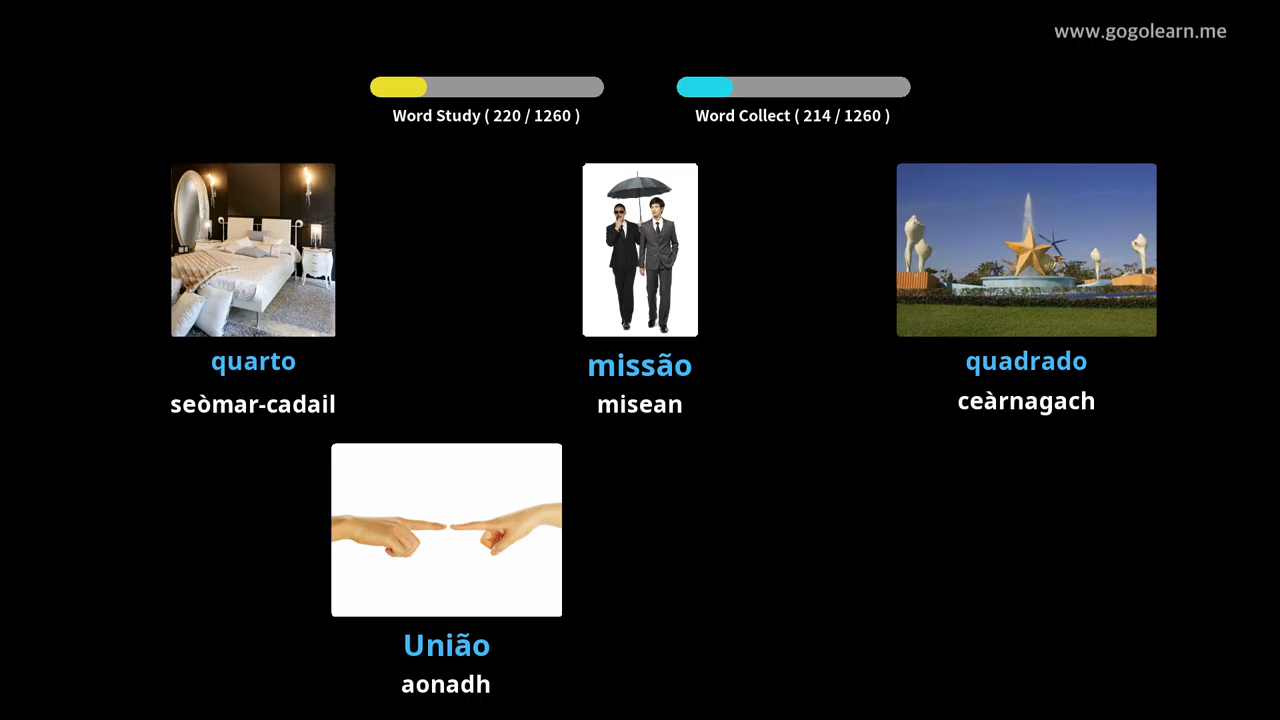 www.gogolearn.me
Word Study ( 220 / 1260 )
Word Collect ( 214 / 1260 )
quarto
seòmar-cadail
missão
misean
quadrado
ceàrnagach
União
aonadh